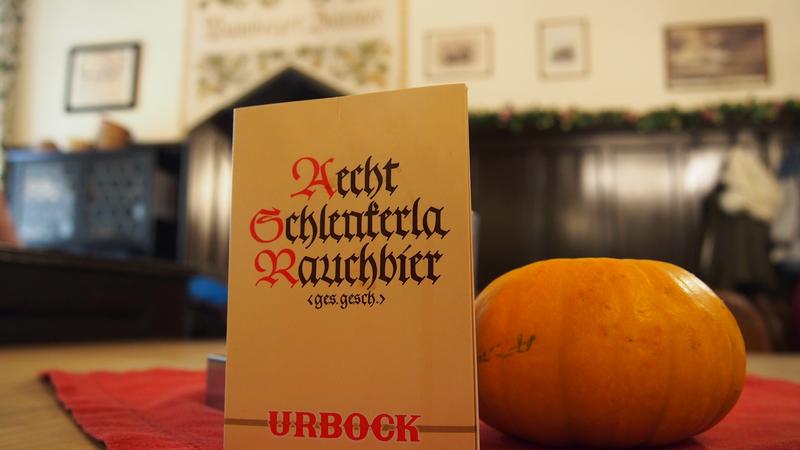 Aecht
Schlenkerla
Rauchbier
<ges. gesch.>
URBOCK